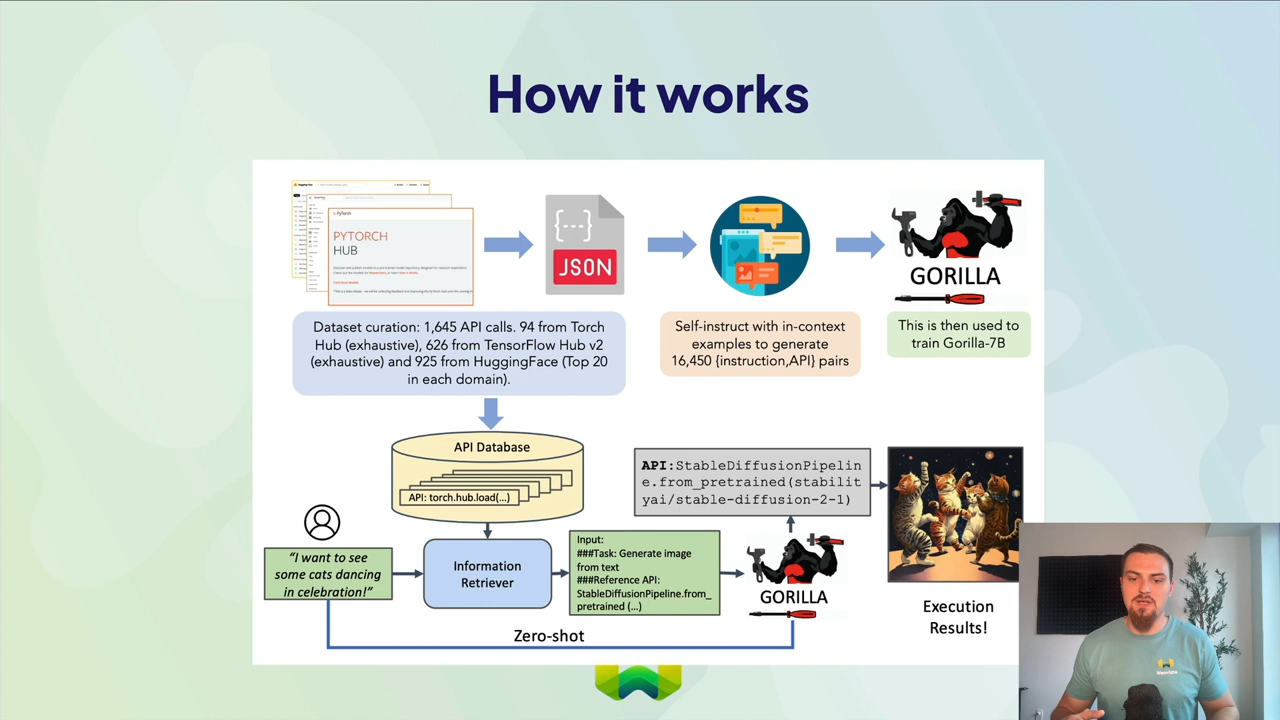 How it works
PyTorch
PYTORCH
HUB
{...}
JSON
GORILLA
Dataset curation: 1,645 API calls. 94 from Torch
Hub (exhaustive), 626 from TensorFlow Hub v2
(exhaustive) and 925 from HuggingFace (Top 20
in each domain).
Self-instruct with in-context
examples to generate
16,450 {instruction,API} pairs
This is then used to
train Gorilla-7B
API Database
API: torch.hub.load(...)
"I want to see
some cats dancing
in celebration!"
Information
Retriever
Input:
###Task: Generate image
from text
###Reference API:
StableDiffusionPipeline.from_
pretrained (...)
GORILLA
API:StableDiffusionPipelin
e.from_pretrained(stabilit
yai/stable-diffusion-2-1)
Execution
Results!
Zero-shot